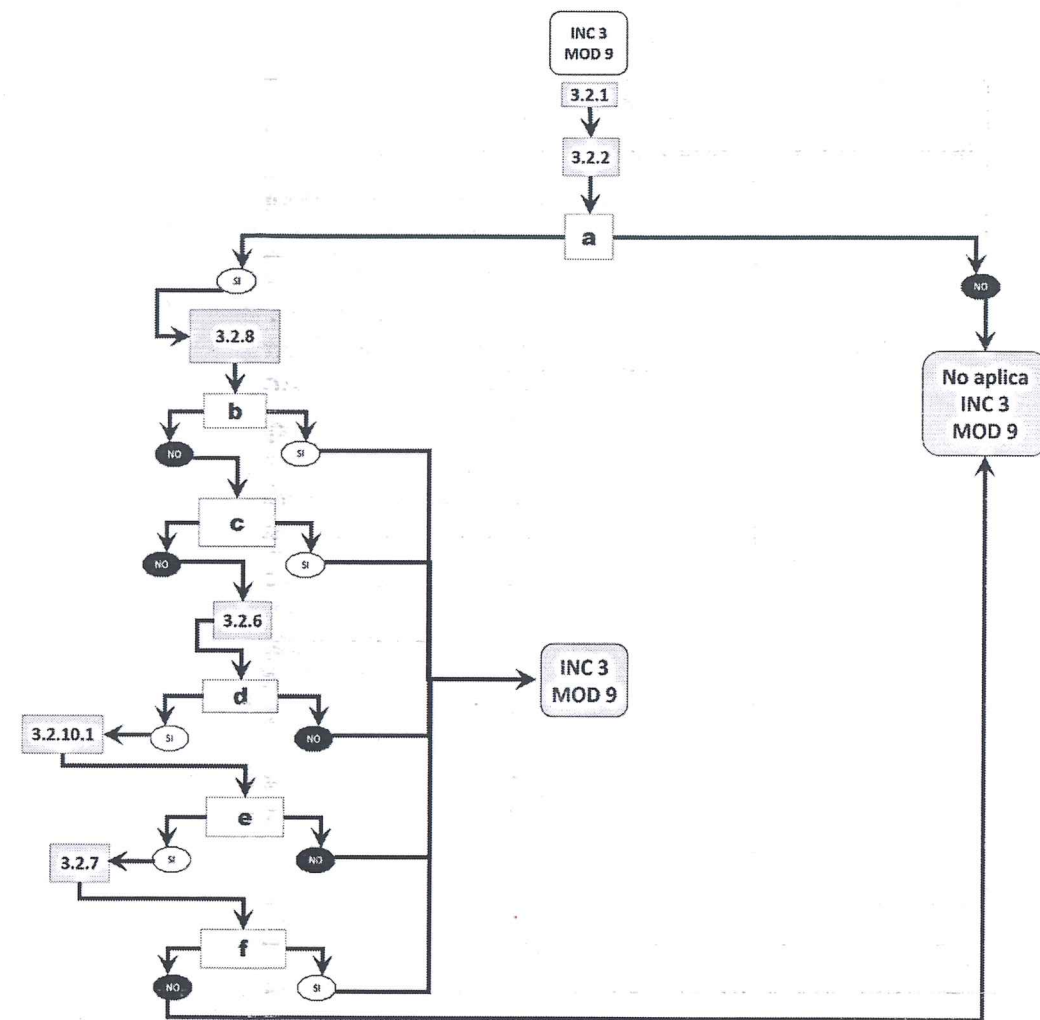 INC 3
MOD 9
3.2.1
3.2.2
a
SI
NO
3.2.8
No aplica
INC 3
MOD 9
b
NO
SI
c
NO
SI
3.2.6
INC 3
MOD 9
d
3.2.10.1
SI
NO
e
3.2.7
SI
NO
f
NO
SI